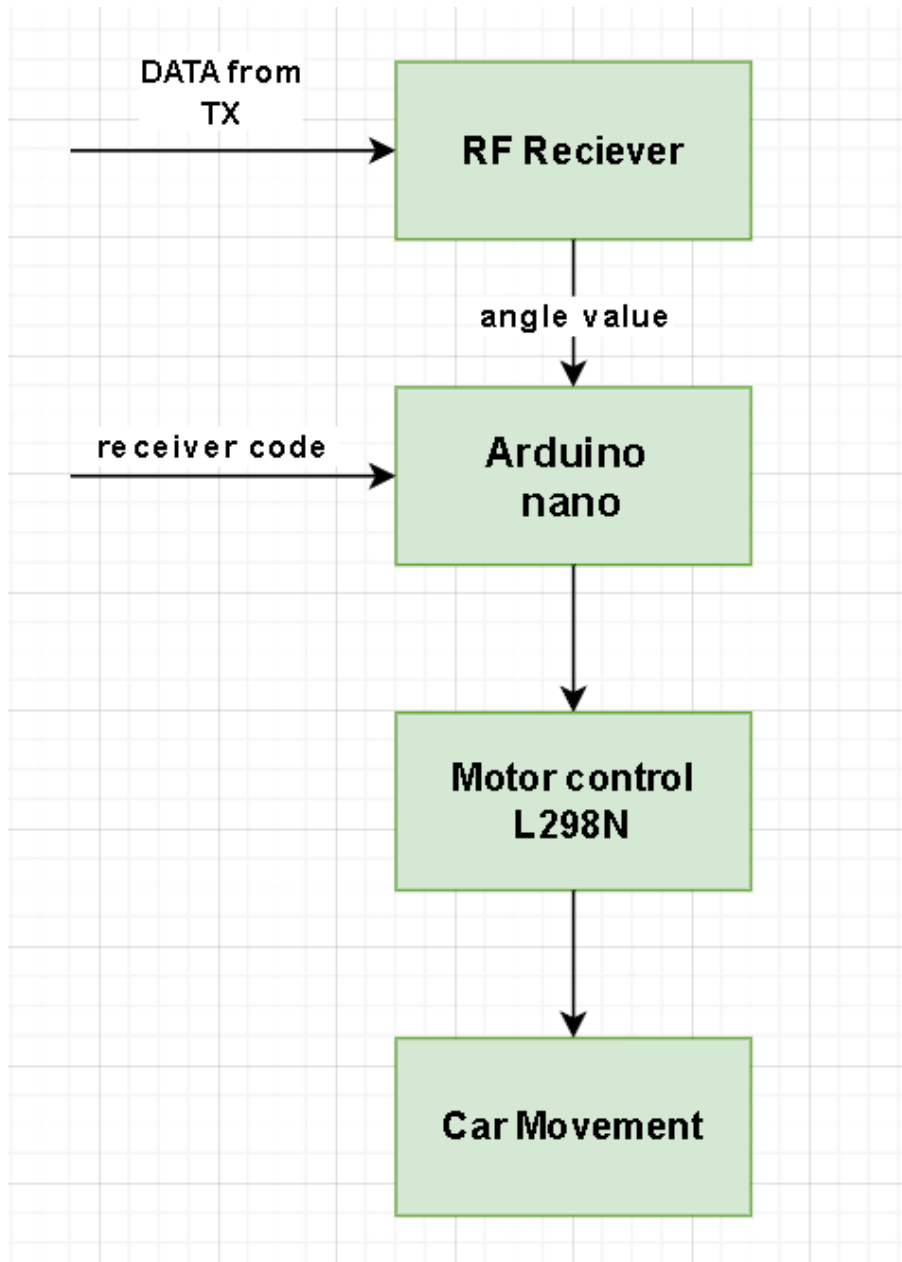 DATA from
TX
RF Reciever
angle value
receiver code
Arduino
nano
Motor control
L298N
Car Movement